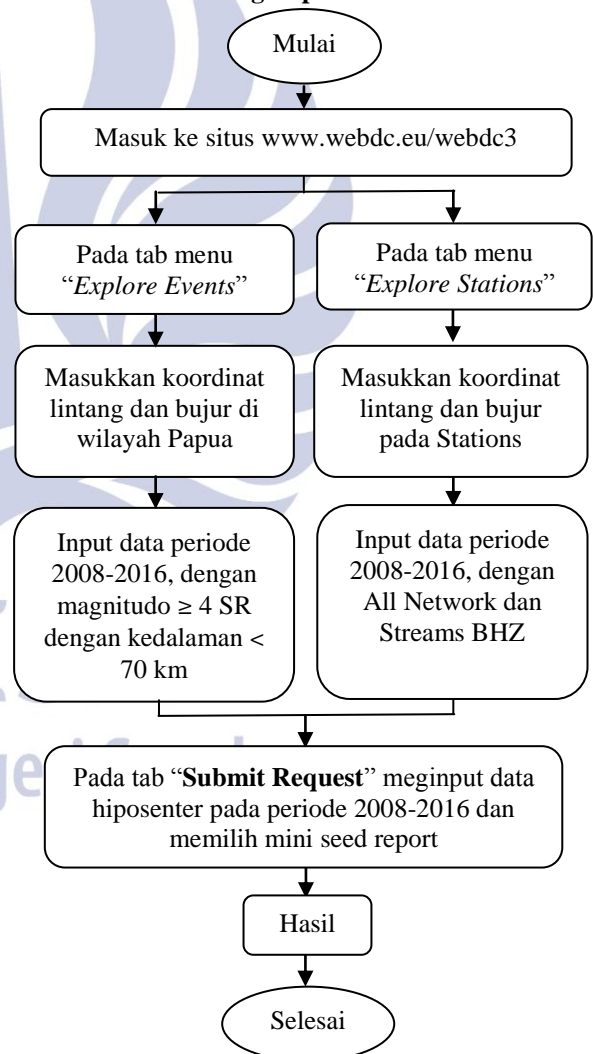 Mulai
Masuk ke situs www.webdc.eu/webdc3
Pada tab menu
“Explore Events”
Pada tab menu
“Explore Stations”
Masukkan koordinat
lintang dan bujur di
wilayah Papua
Masukkan koordinat
lintang dan bujur
pada Stations
Input data periode
2008-2016, dengan
magnitudo ≥ 4 SR
dengan kedalaman <
70 km
Input data periode
2008-2016, dengan
All Network dan
Streams BHZ
Pada tab “Submit Request” meginput data
hiposenter pada periode 2008-2016 dan
memilih mini seed report
Hasil
Selesai